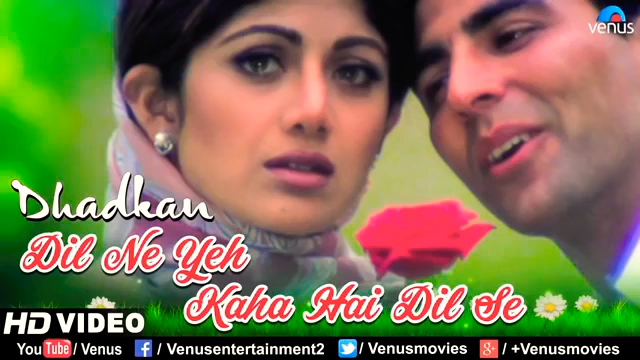 venus
Dhadkan
Dil Ne Yeh
Kaha Hai Dil Se
HD VIDEO
YouTube / Venus
f / Venusentertainment2
/ Venusmovies
g+ / +Venusmovies